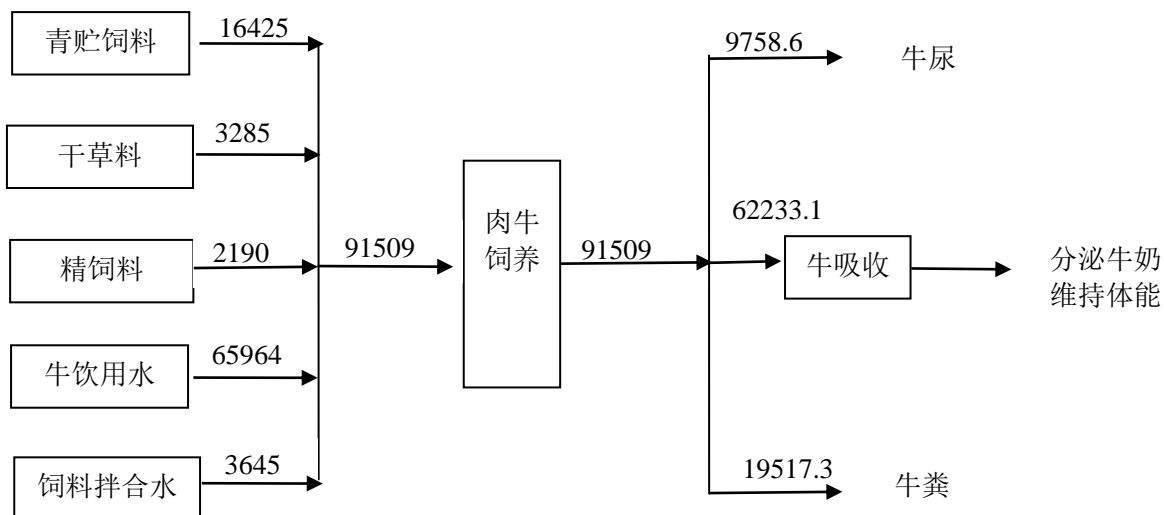 青贮饲料
16425
干草料
3285
精饲料
2190
牛饮用水
65964
饲料拌合水
3645
91509
肉牛
饲养
91509
9758.6
牛尿
62233.1
牛吸收
分泌牛奶
维持体能
19517.3
牛粪